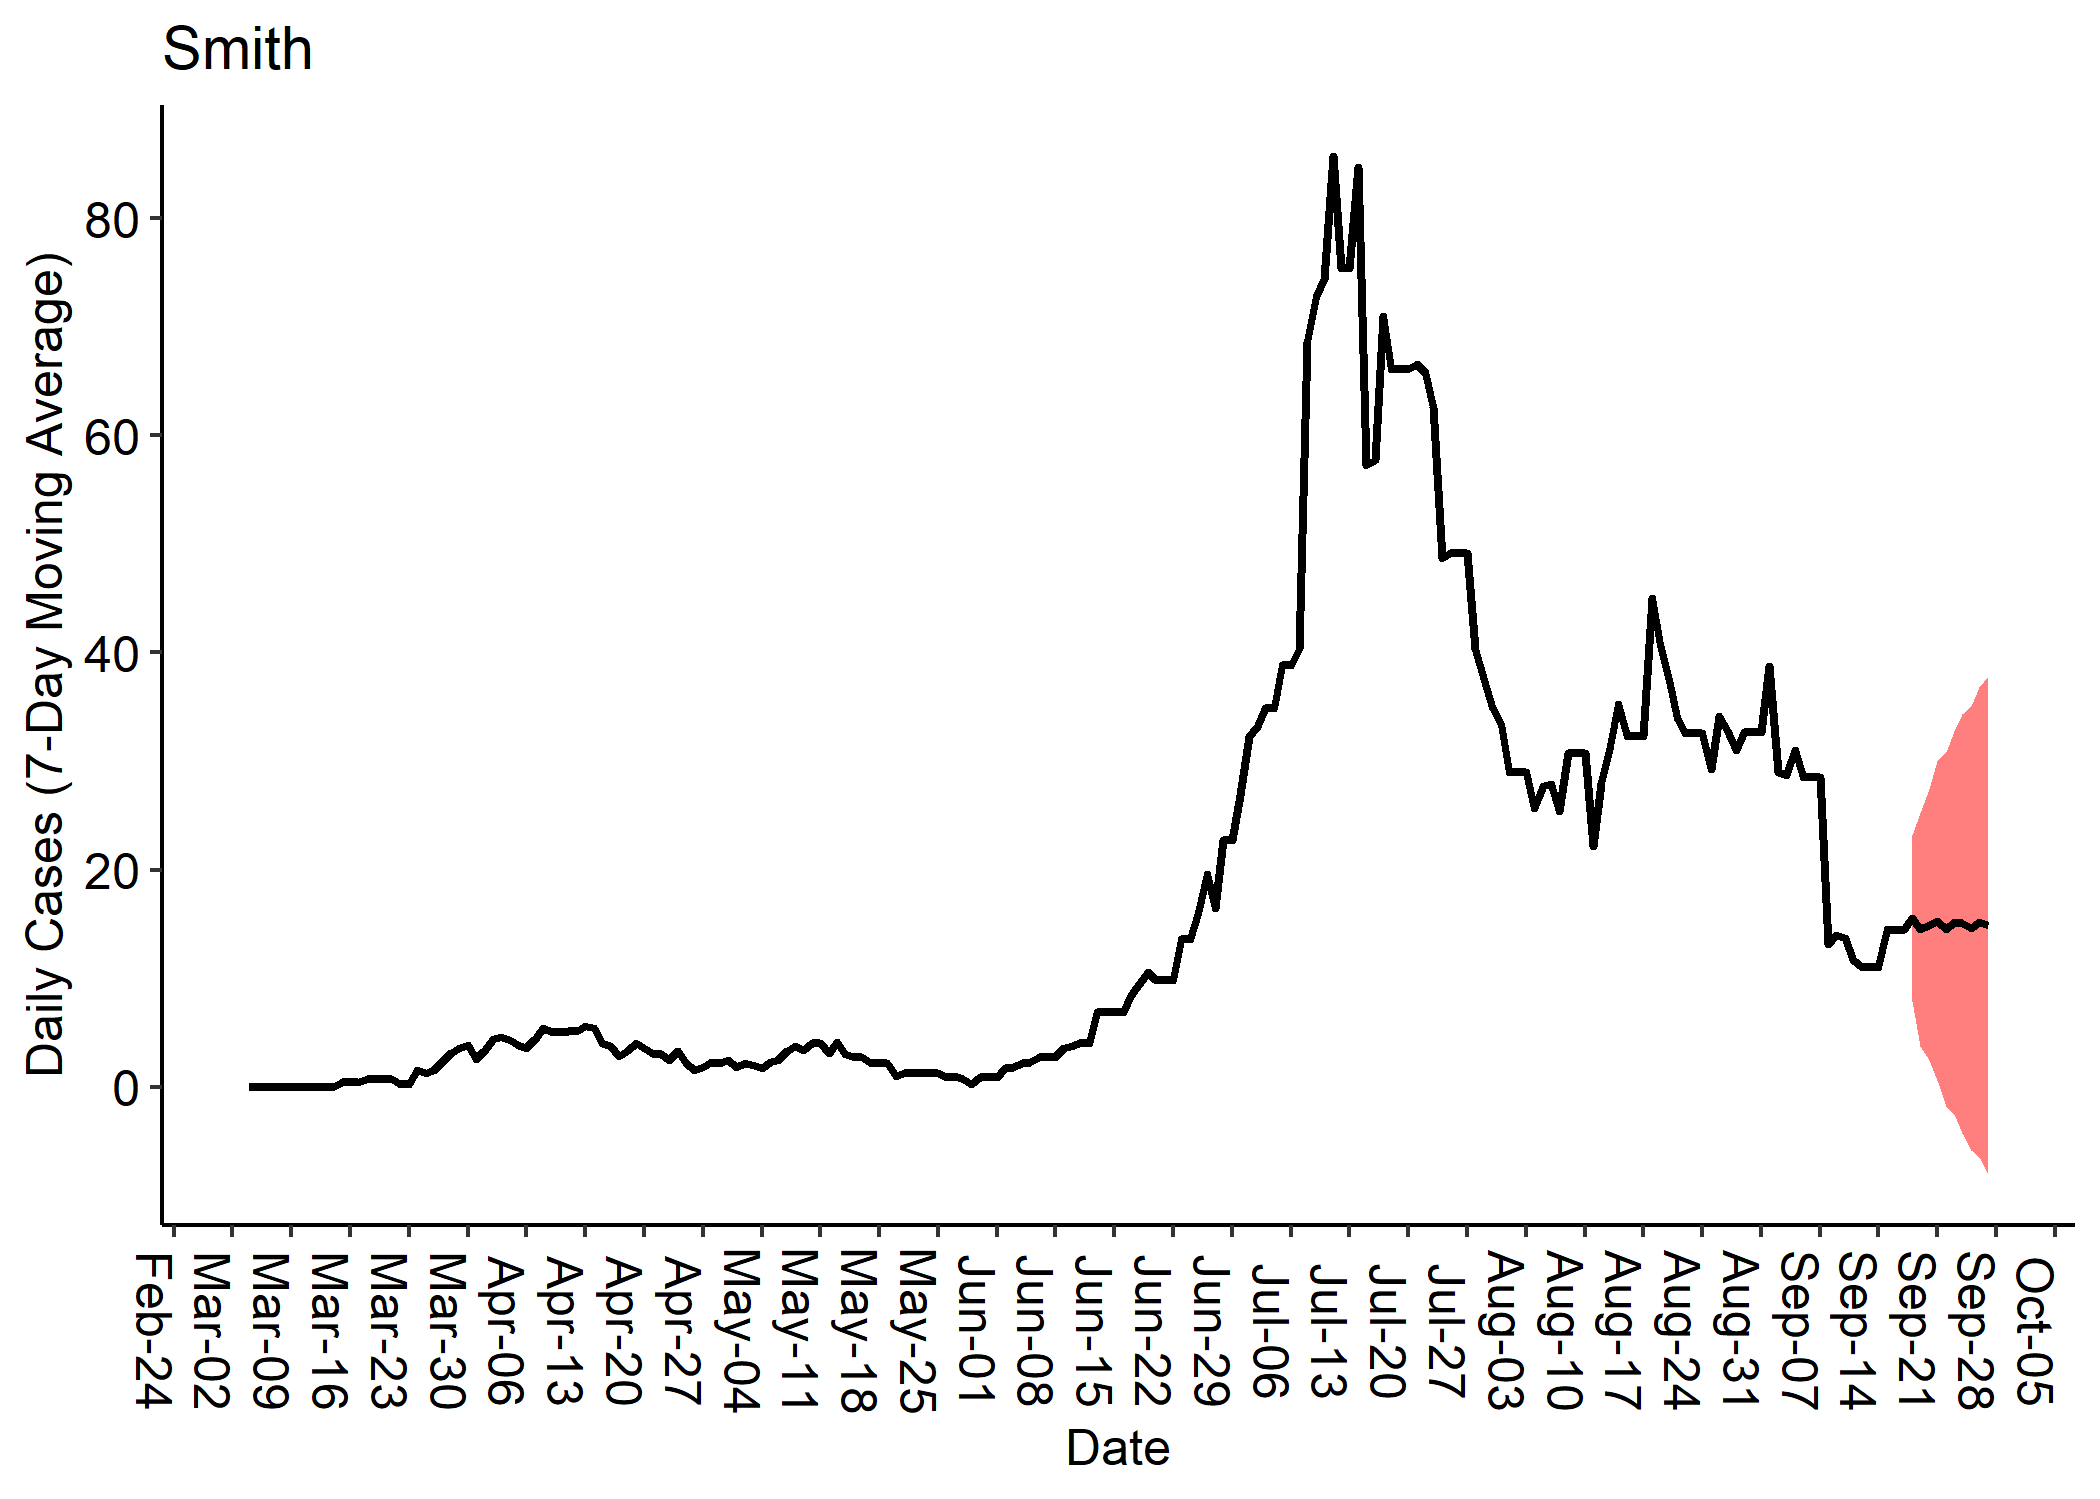 Smith
Daily Cases (7-Day Moving Average)
80
60
40
20
0
Feb-24
Mar-02
Mar-09
Mar-16
Mar-23
Mar-30
Apr-06
Apr-13
Apr-20
Apr-27
May-04
May-11
May-18
May-25
Jun-01
Jun-08
Jun-15
Jun-22
Jun-29
Jul-06
Jul-13
Jul-20
Jul-27
Aug-03
Aug-10
Aug-17
Aug-24
Aug-31
Sep-07
Sep-14
Sep-21
Sep-28
Oct-05
Date